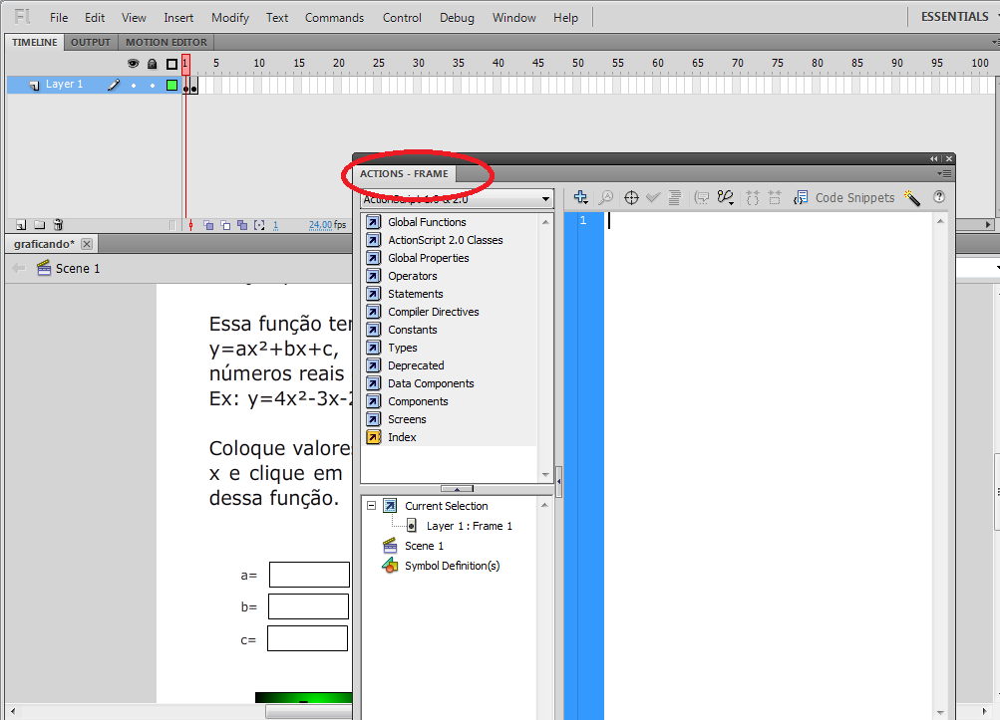 Fl File Edit View Insert Modify Text Commands Control Debug Window Help ESSENTIALS
TIMELINE OUTPUT MOTION EDITOR
1 5 10 15 20 25 30 35 40 45 50 55 60 65 70 75 80 85 90 95 100
Layer 1
1 24.00 fps
graficando*
Scene 1
Essa função
y=ax²+bx+c,
números reais
Ex: y=4x²-3x-
Coloque valores
x e clique em
dessa função.
a=
b=
c=
ACTIONS - FRAME
ActionScript 1.0 & 2.0
Global Functions
ActionScript 2.0 Classes
Global Properties
Operators
Statements
Compiler Directives
Constants
Types
Deprecated
Data Components
Components
Screens
Index
Current Selection
Layer 1 : Frame 1
Scene 1
Symbol Definition(s)
Code Snippets
1